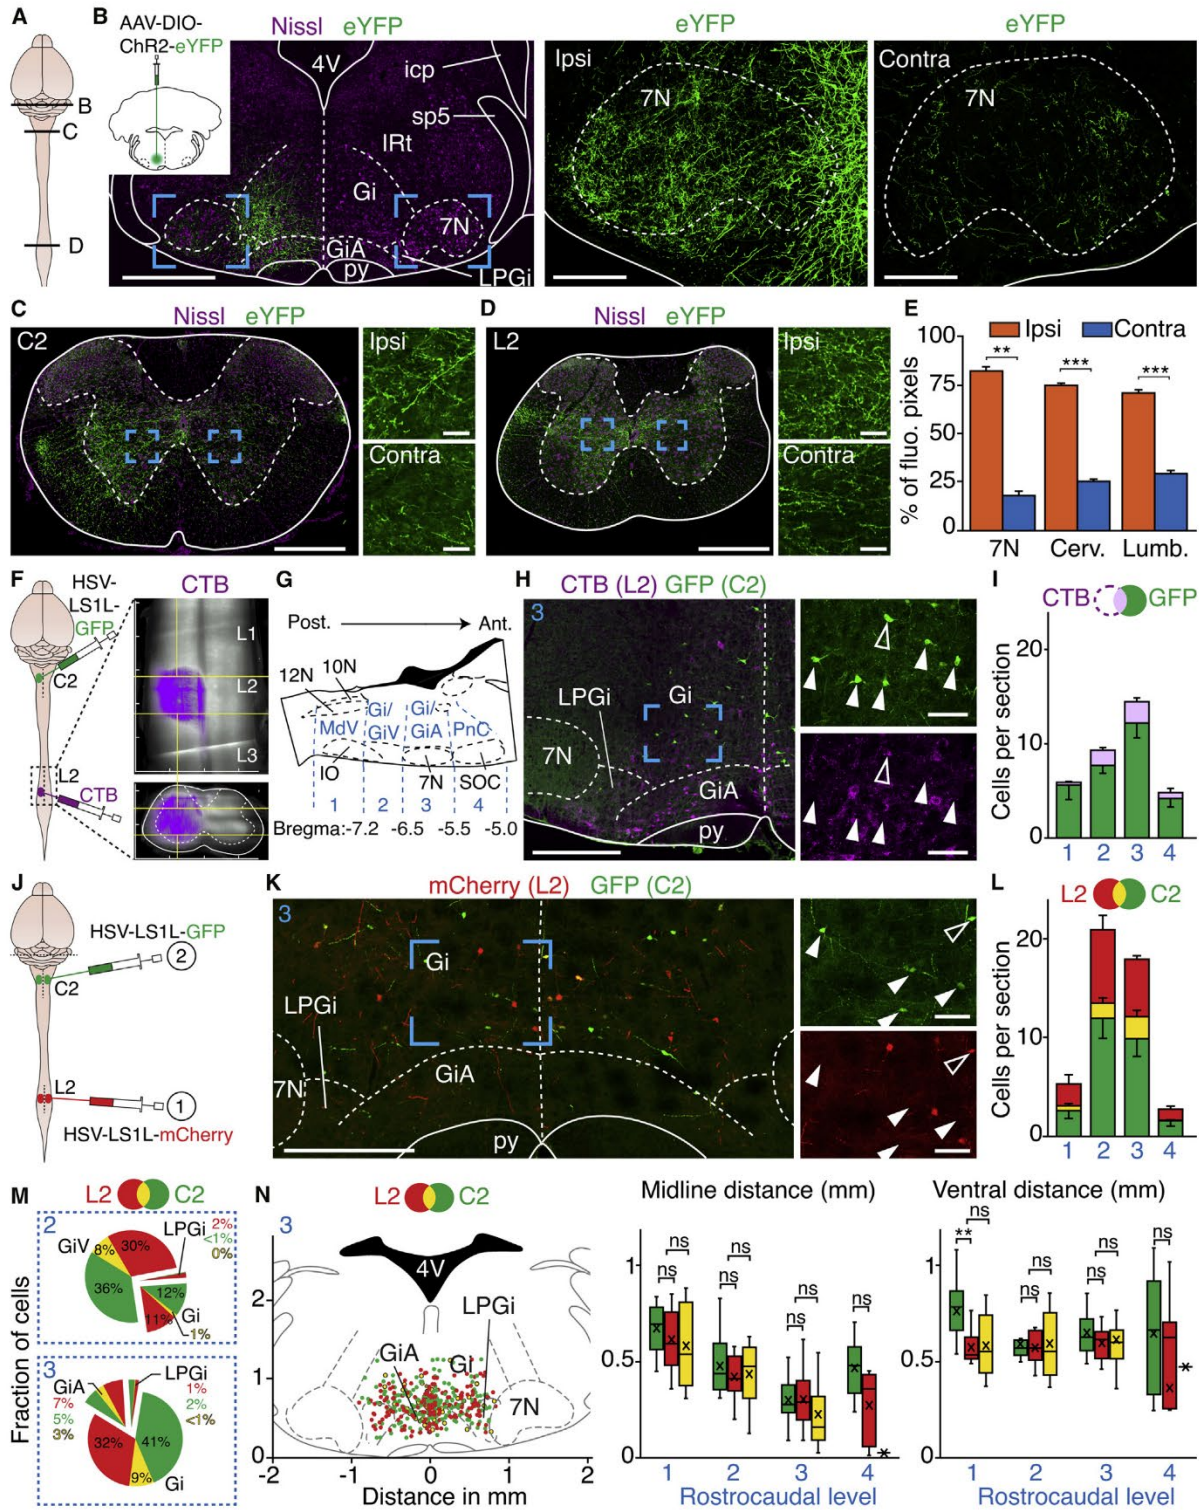 A
B
C
D
B
AAV-DIO-
ChR2-eYFP
Nissl eYFP
4V
icp
sp5
IRt
Gi
7N
GiA
py
LPGi
eYFP
Ipsi
7N
eYFP
Contra
7N
C
Nissl eYFP
C2
Ipsi
Contra
D
Nissl eYFP
L2
Ipsi
Contra
E
Ipsi Contra
% of fluo. pixels
100
75
50
25
0
** *** ***
7N Cerv. Lumb.
F
HSV-
LS1L-
GFP
C2
L2
CTB
CTB
L1
L2
L3
G
Post. Ant.
12N
10N
MdV
Gi/
GiV
Gi/
GiA
PnC
IO
7N
SOC
1 2 3 4
Bregma:-7.2 -6.5 -5.5 -5.0
H
CTB (L2) GFP (C2)
3
Gi
LPGi
7N
GiA
py
I
CTB GFP
Cells per section
20
10
0
1 2 3 4
J
HSV-LS1L-GFP
2
C2
L2
1
HSV-LS1L-mCherry
K
mCherry (L2) GFP (C2)
3
Gi
LPGi
7N
GiA
py
L
L2 C2
Cells per section
20
10
0
1 2 3 4
M
L2 C2
Fraction of cells
2
GiV
8%
30%
36%
12%
11%
1%
Gi
LPGi
2%
<1%
0%
3
GiA
7%
5%
3%
LPGi
1%
2%
<1%
32%
41%
9%
Gi
N
L2 C2
3
4V
LPGi
GiA
Gi
7N
2
1
0
-2 -1 0 1 2
Distance in mm
Midline distance (mm)
1
0.5
0
ns
ns
ns
ns
ns
ns
1 2 3 4
Rostrocaudal level
Ventral distance (mm)
1
0.5
0
ns
**
ns
ns
ns
ns
1 2 3 4
Rostrocaudal level